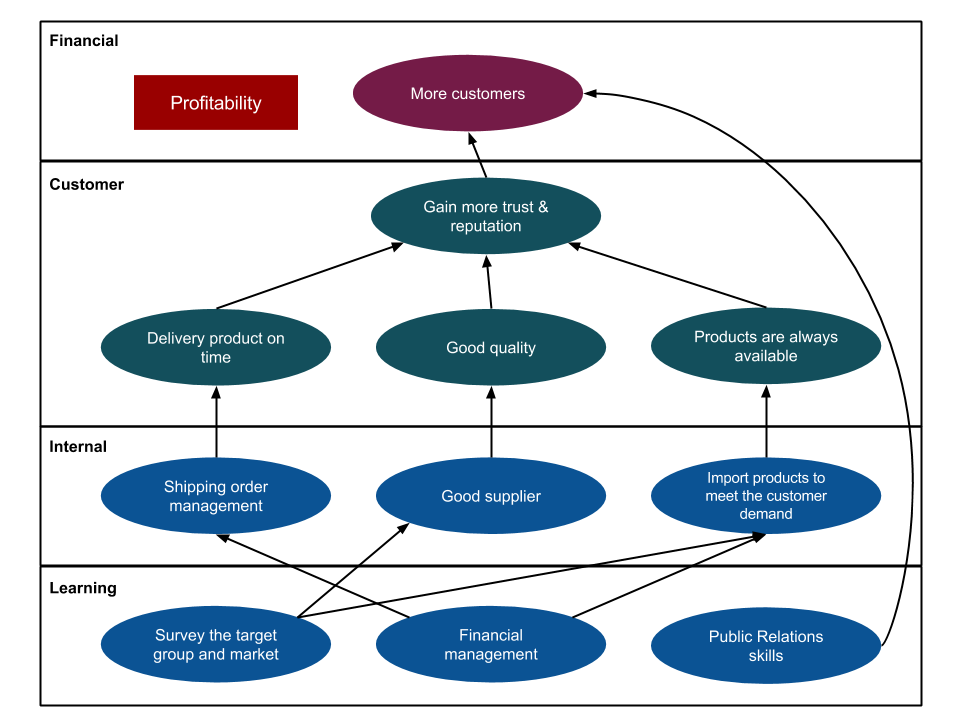 Financial
Profitability
More customers
Customer
Gain more trust &
reputation
Delivery product on
time
Good quality
Products are always
available
Internal
Shipping order
management
Good supplier
Import products to
meet the customer
demand
Learning
Survey the target
group and market
Financial
management
Public Relations
skills